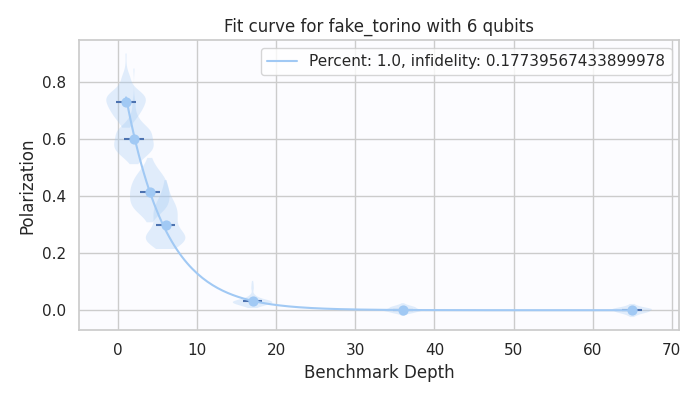 Fit curve for fake_torino with 6 qubits
Percent: 1.0, infidelity: 0.17739567433899978
Polarization
0.8
0.6
0.4
0.2
0.0
0 10 20 30 40 50 60 70
Benchmark Depth